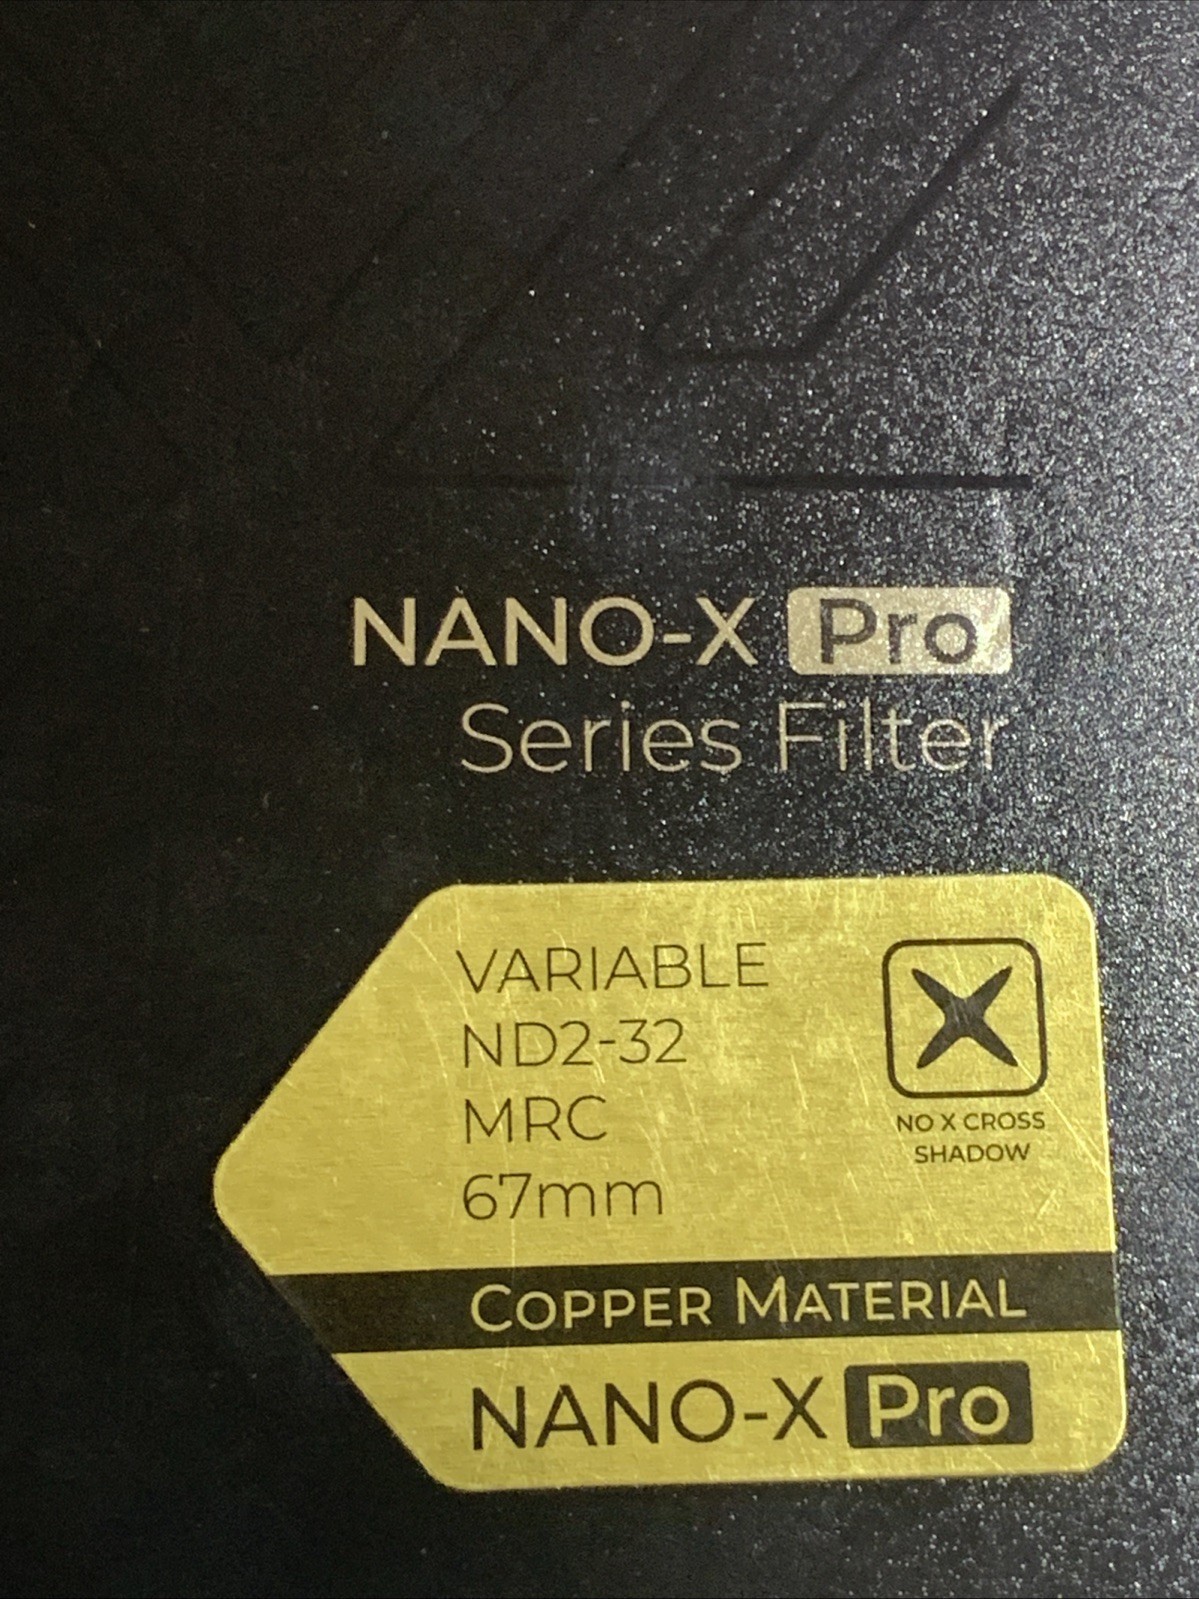 NANO-X Pro
Series Filter
VARIABLE
ND2-32
MRC
67mm
NO X CROSS
SHADOW
COPPER MATERIAL
NANO-X Pro